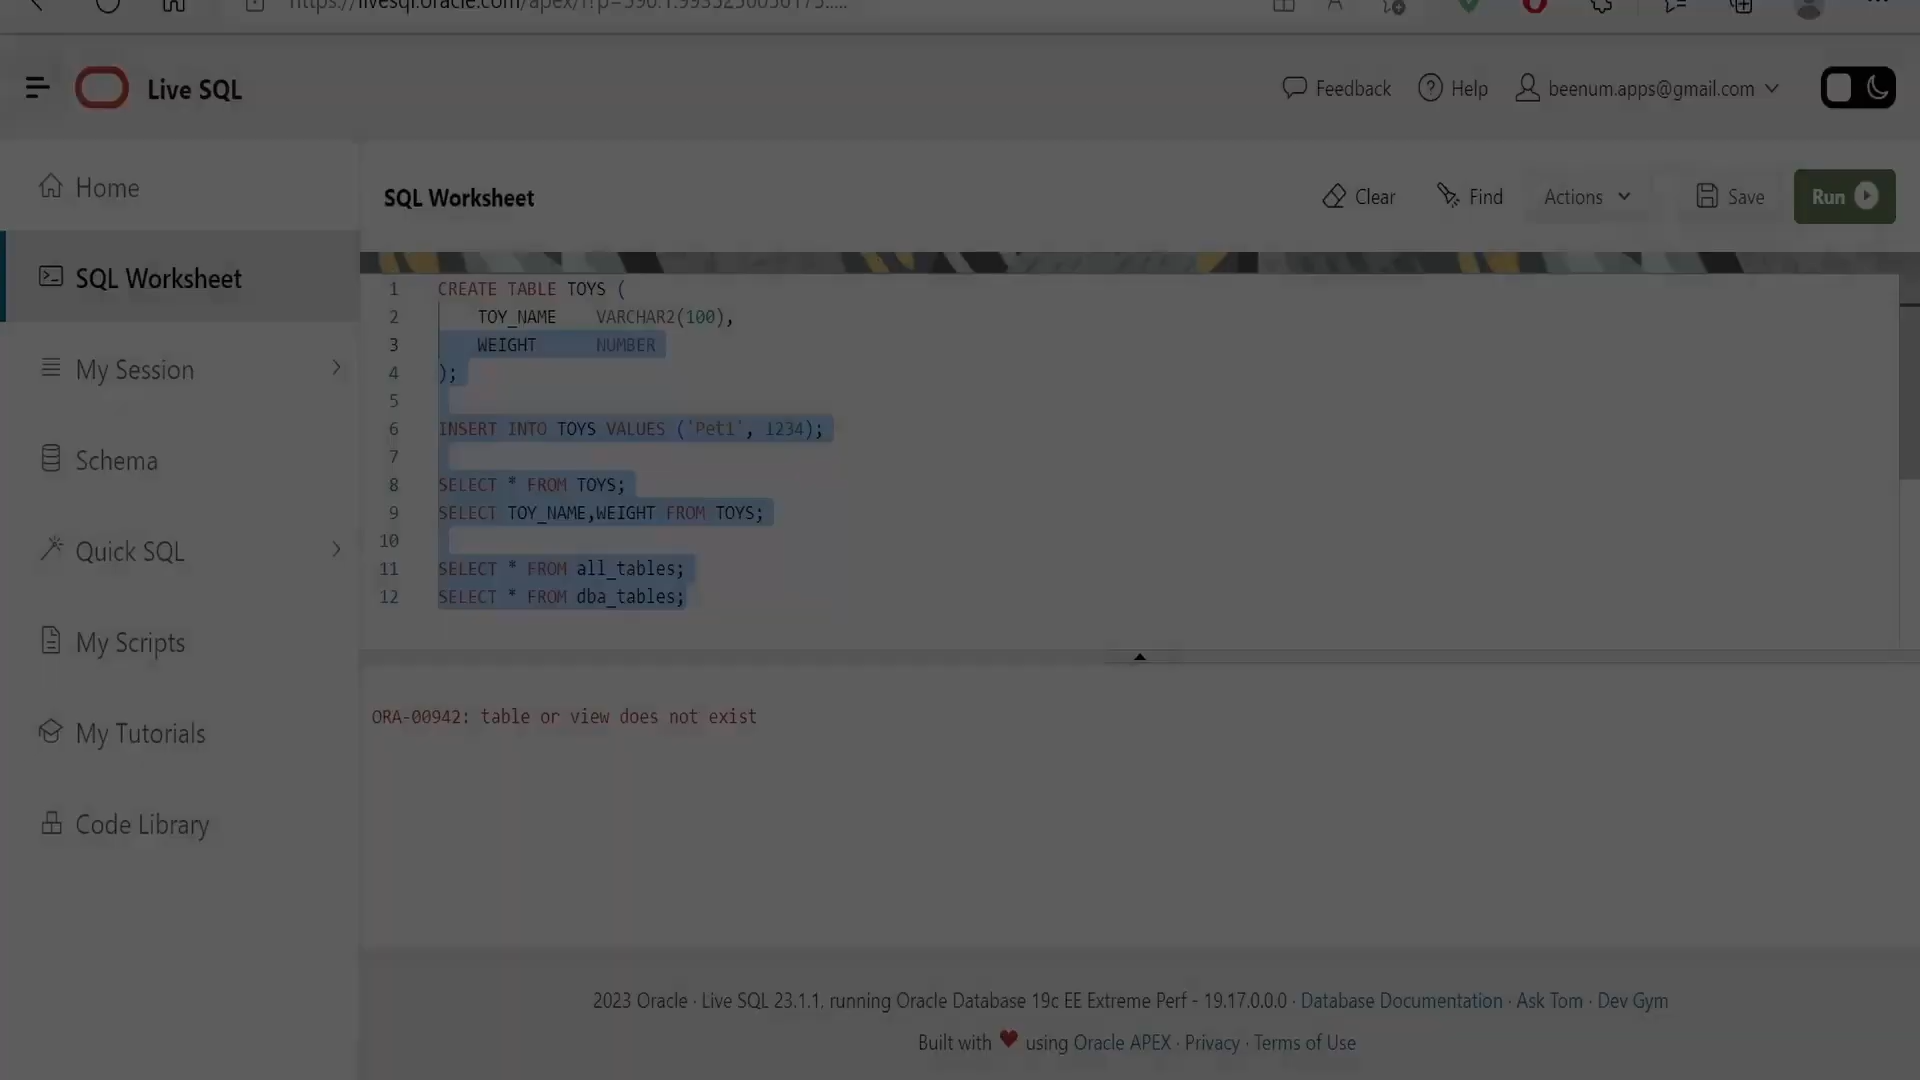 Live SQL
Feedback
Help
beenum.apps@gmail.com
Home
SQL Worksheet
My Session
Schema
Quick SQL
My Scripts
My Tutorials
Code Library
SQL Worksheet
Clear
Find
Actions
Save
Run
1 CREATE TABLE TOYS (
2 TOY_NAME VARCHAR2(100),
3 WEIGHT NUMBER
4 );
5
6 INSERT INTO TOYS VALUES ('Pet1', 1234);
7
8 SELECT * FROM TOYS;
9 SELECT TOY_NAME,WEIGHT FROM TOYS;
10
11 SELECT * FROM all_tables;
12 SELECT * FROM dba_tables;
ORA-00942: table or view does not exist
2023 Oracle · Live SQL 23.1.1, running Oracle Database 19c EE Extreme Perf - 19.17.0.0.0 · Database Documentation · Ask Tom · Dev Gym
Built with ❤ using Oracle APEX · Privacy · Terms of Use